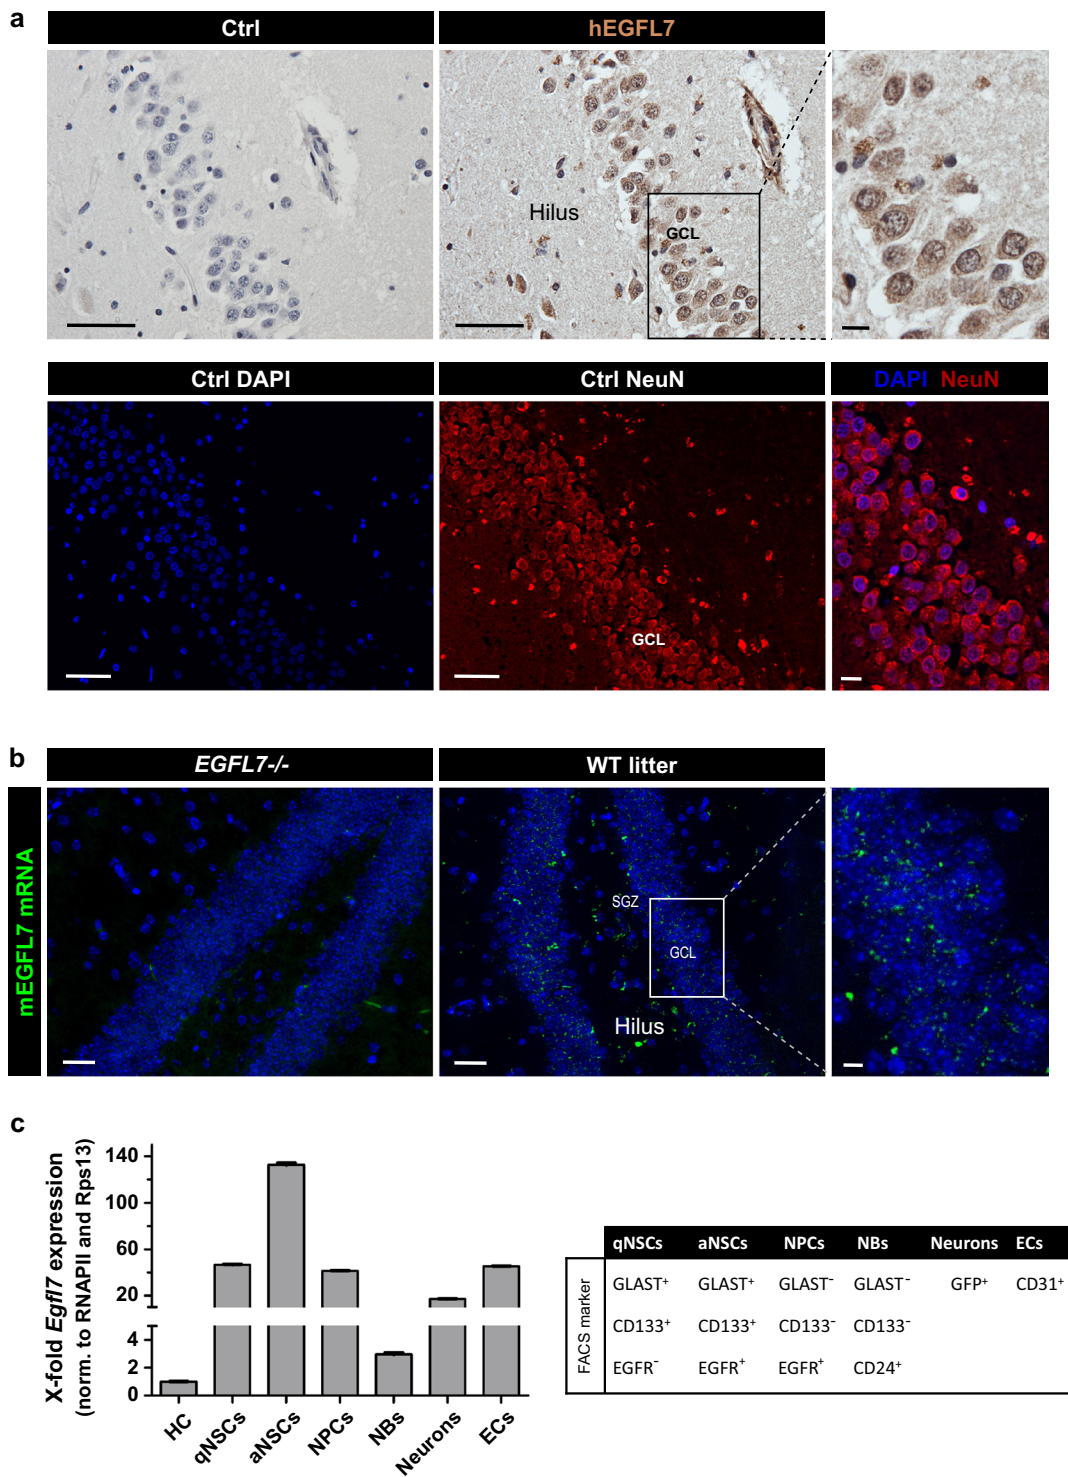 a
Ctrl
hEGFL7
Hilus
GCL
Ctrl DAPI
Ctrl NeuN
DAPI NeuN
GCL
b
EGFL7-/-
WT litter
mEGFL7 mRNA
SGZ
GCL
Hilus
c
X-fold Egfl7 expression
(norm. to RNAPII and Rps13)
140
100
60
20
4
2
0
HC
qNSCs
aNSCs
NPCs
NBs
Neurons
ECs
qNSCs aNSCs NPCs NBs Neurons ECs
FACS marker
GLAST⁺ GLAST⁺ GLAST⁻ GLAST⁻ GFP⁺ CD31⁺
CD133⁺ CD133⁺ CD133⁻ CD133⁻
EGFR⁻ EGFR⁺ EGFR⁺ CD24⁺